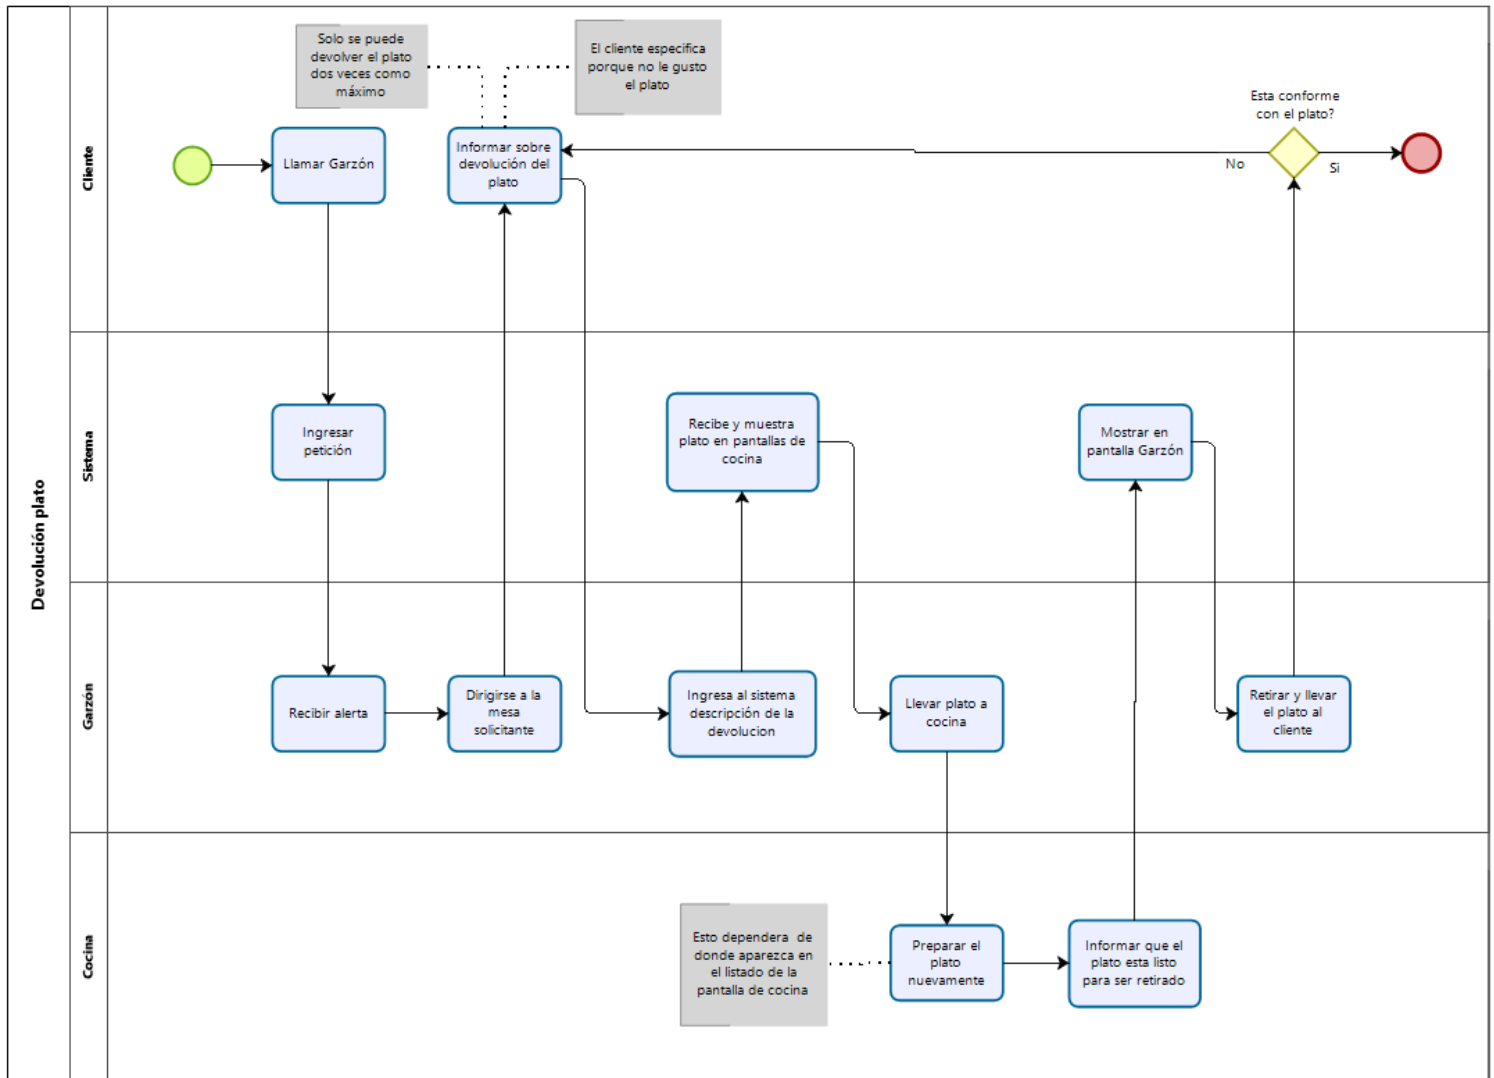 Devolución plato
Cliente
Solo se puede
devolver el plato
dos veces como
máximo
El cliente especifica
porque no le gusto
el plato
Llamar Garzón
Informar sobre
devolución del
plato
Esta conforme
con el plato?
No
Si
Sistema
Ingresar
petición
Recibe y muestra
plato en pantallas de
cocina
Mostrar en
pantalla Garzón
Garzón
Recibir alerta
Dirigirse a la
mesa
solicitante
Ingresa al sistema
descripción de la
devolucion
Llevar plato a
cocina
Retirar y llevar
el plato al
cliente
Cocina
Esto dependera de
donde aparezca en
el listado de la
pantalla de cocina
Preparar el
plato
nuevamente
Informar que el
plato esta listo
para ser retirado